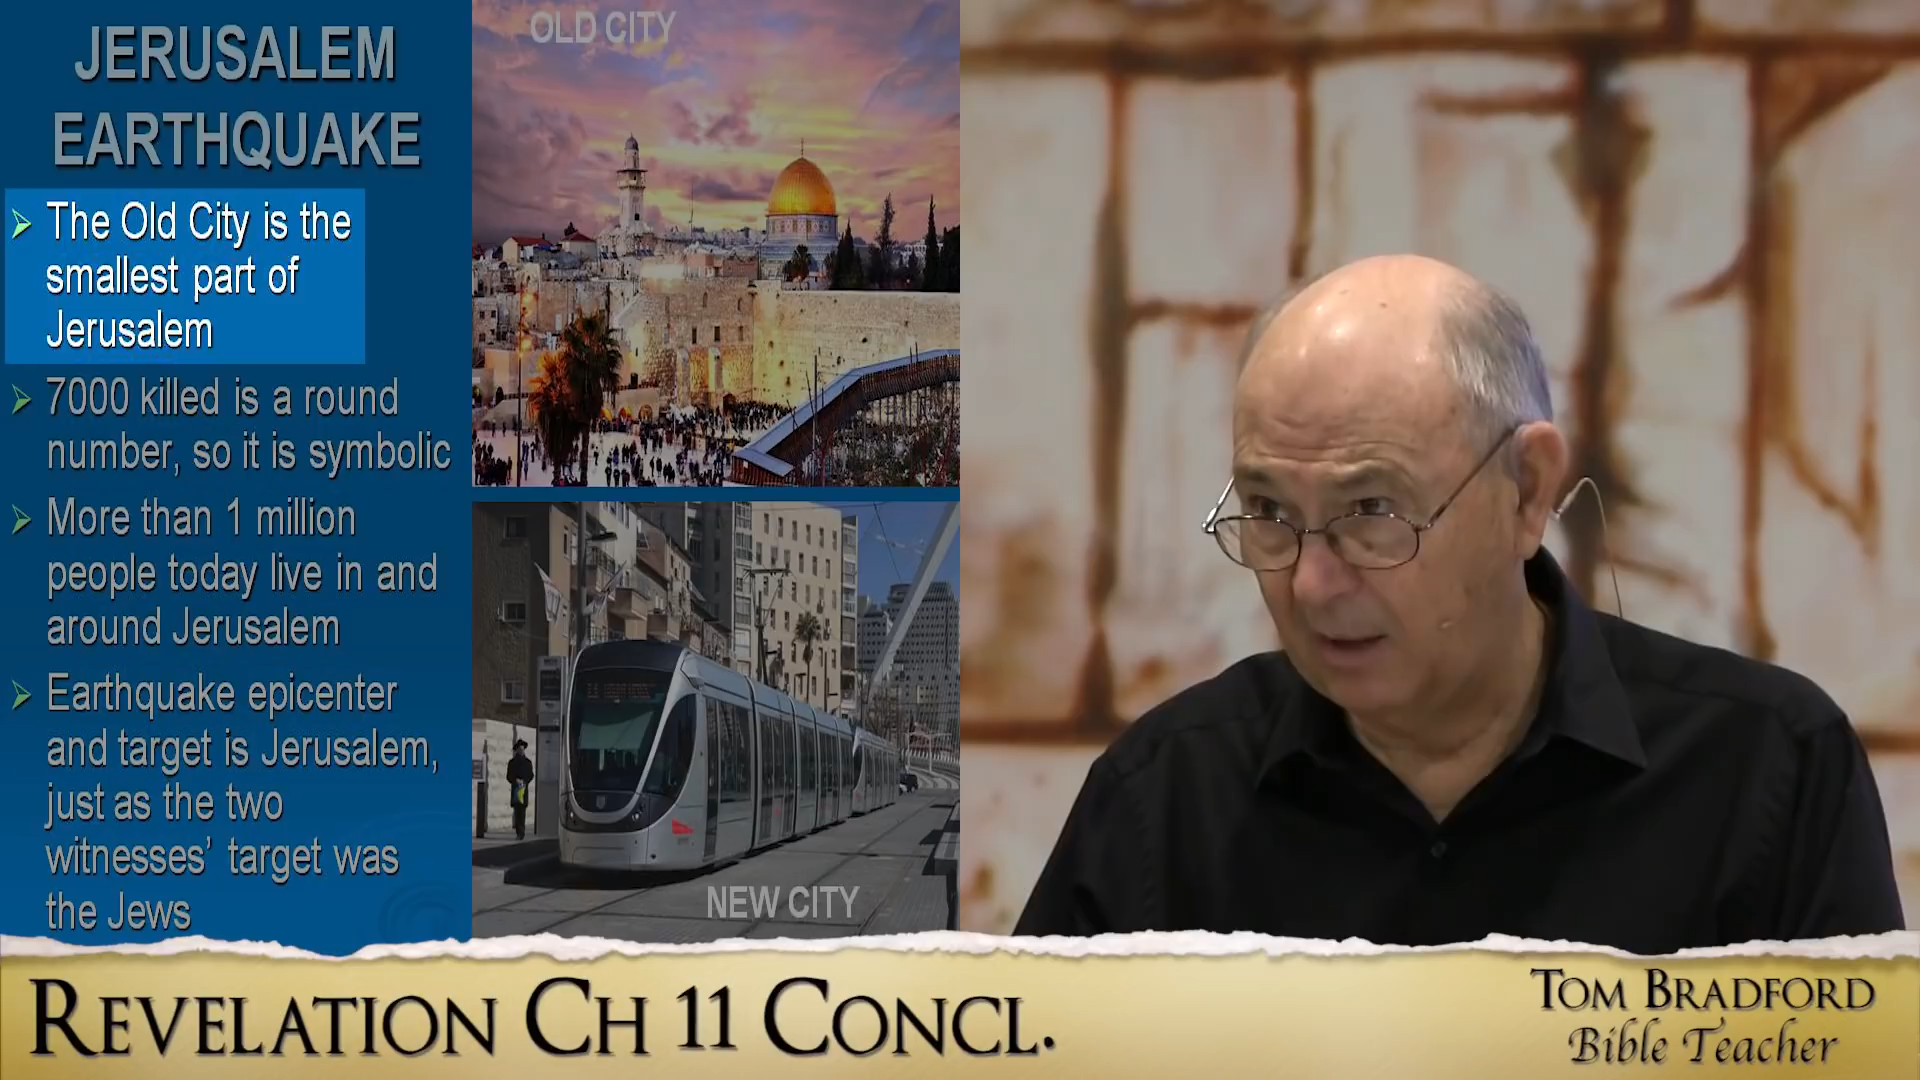 JERUSALEM
EARTHQUAKE
The Old City is the
smallest part of
Jerusalem
7000 killed is a round
number, so it is symbolic
More than 1 million
people today live in and
around Jerusalem
Earthquake epicenter
and target is Jerusalem,
just as the two
witnesses’ target was
the Jews
OLD CITY
NEW CITY
REVELATION CH 11 CONCL.
TOM BRADFORD
Bible Teacher